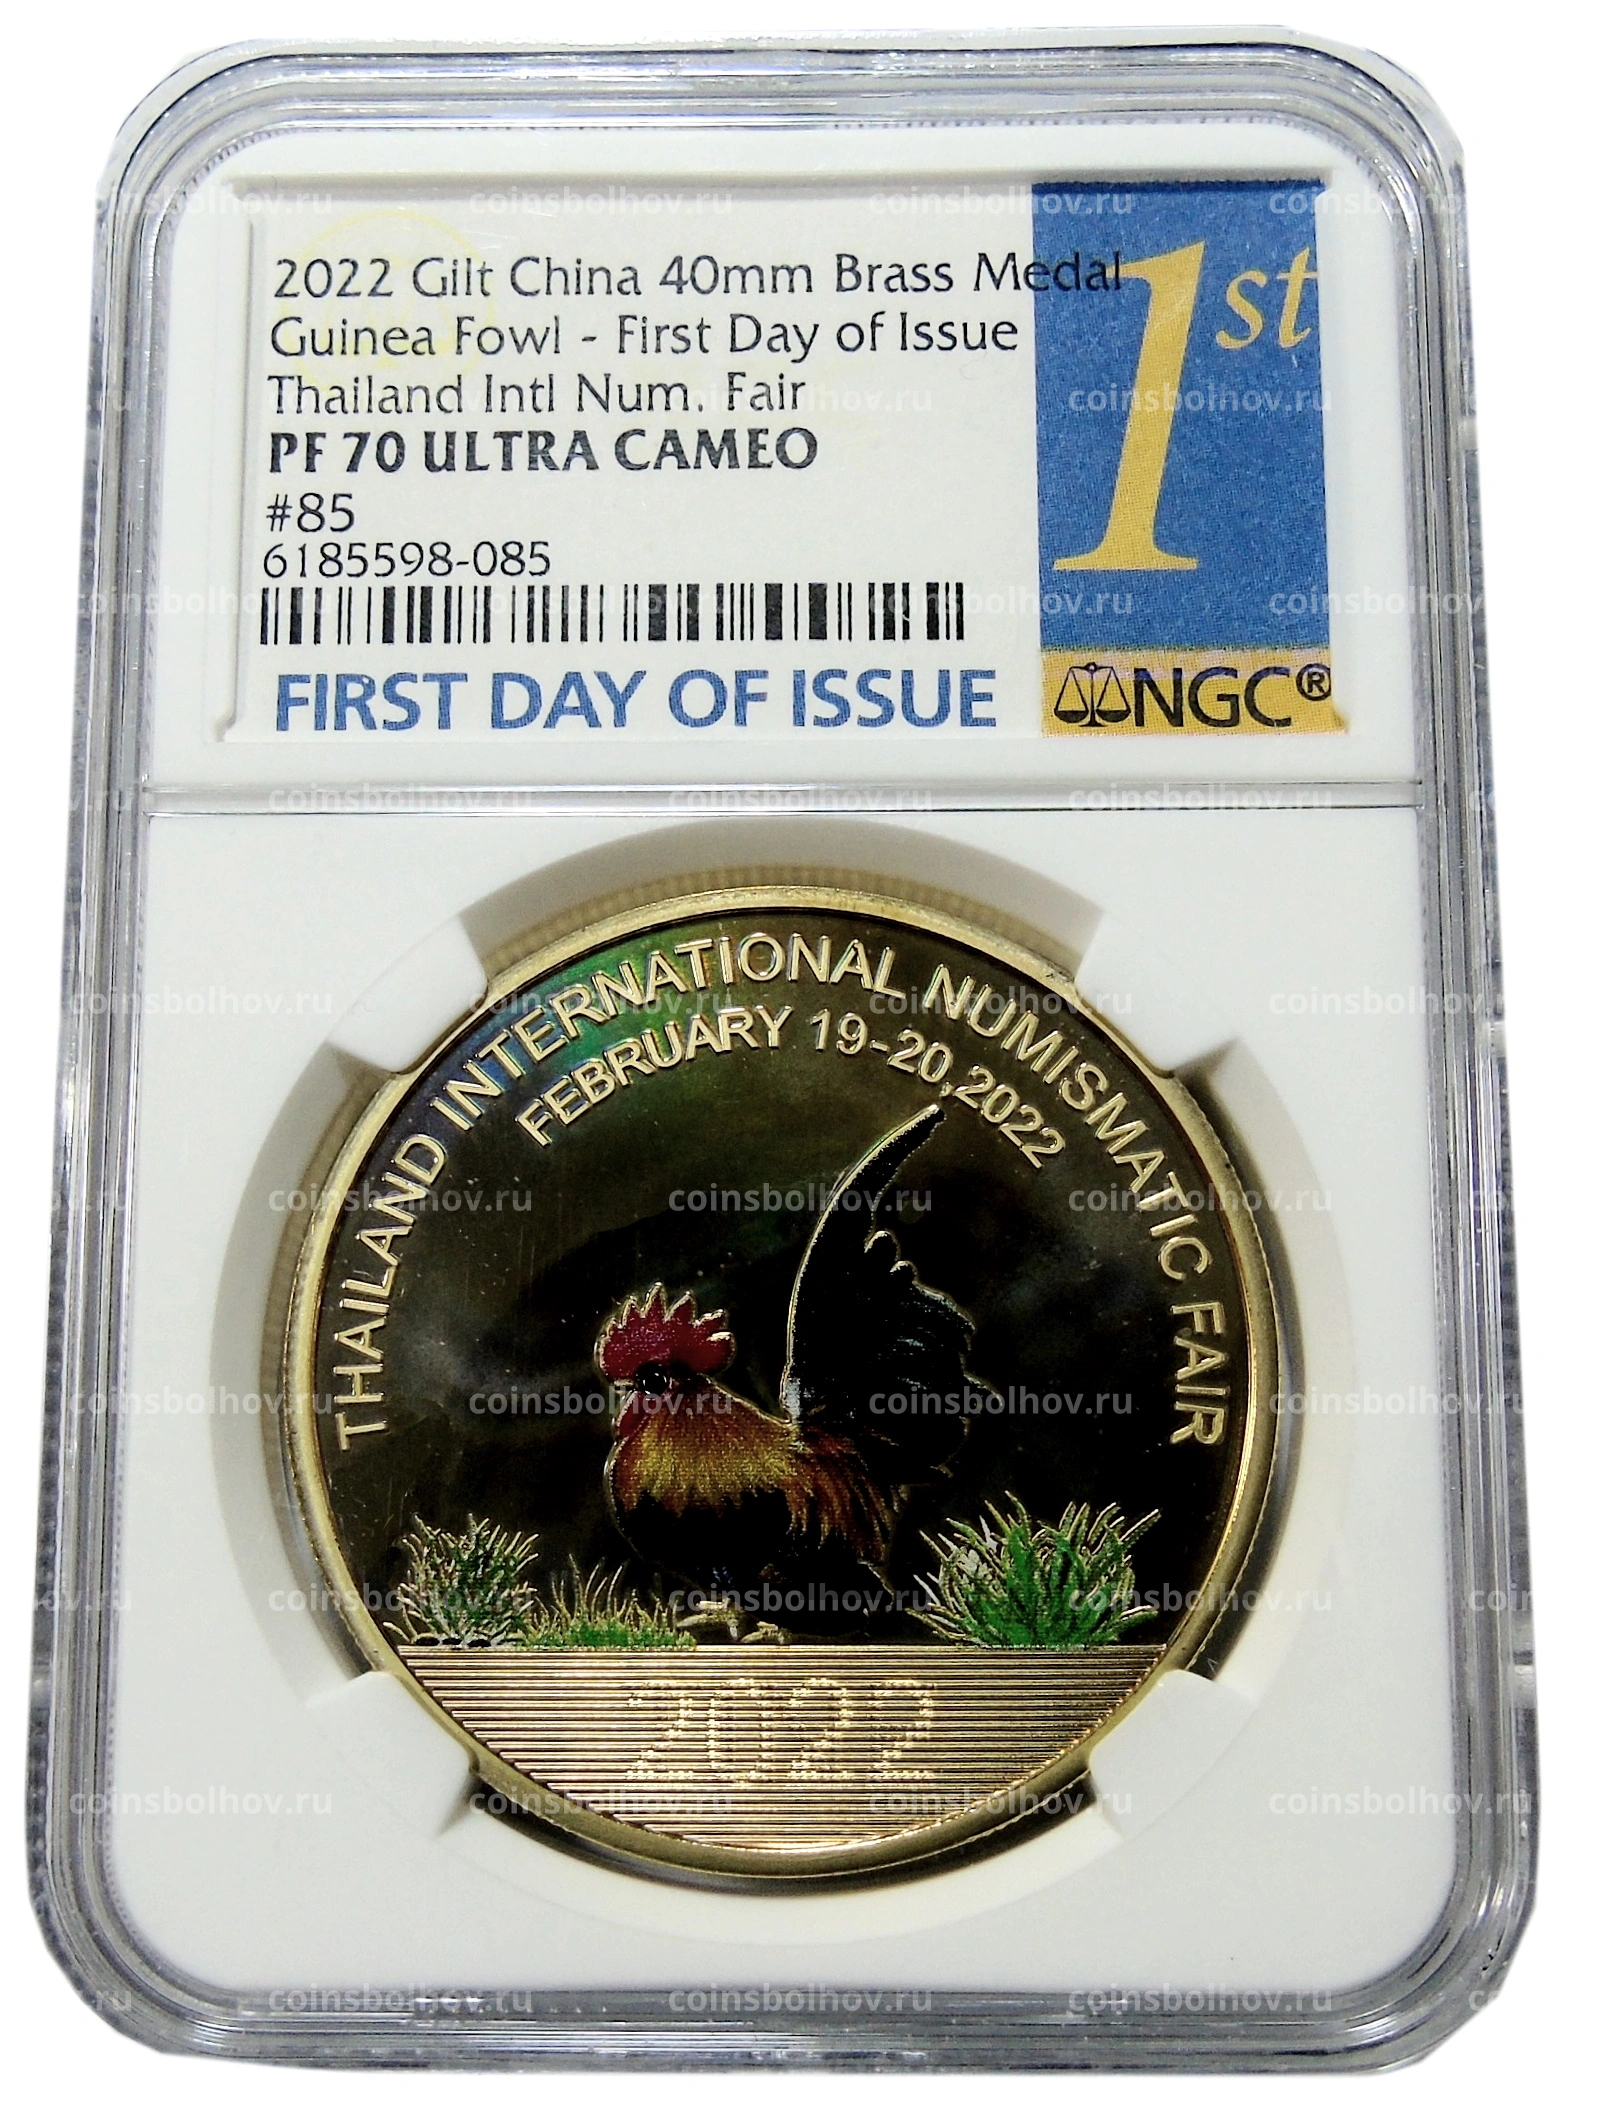 2022 Gilt China 40mm Brass Medal
Guinea Fowl - First Day of Issue
Thailand Intl Num. Fair
PF 70 ULTRA CAMEO
#85
6185598-085
FIRST DAY OF ISSUE
1st
NGC®
THAILAND INTERNATIONAL NUMISMATIC FAIR
FEBRUARY 19-20,2022
2022
coinsbolhov.ru